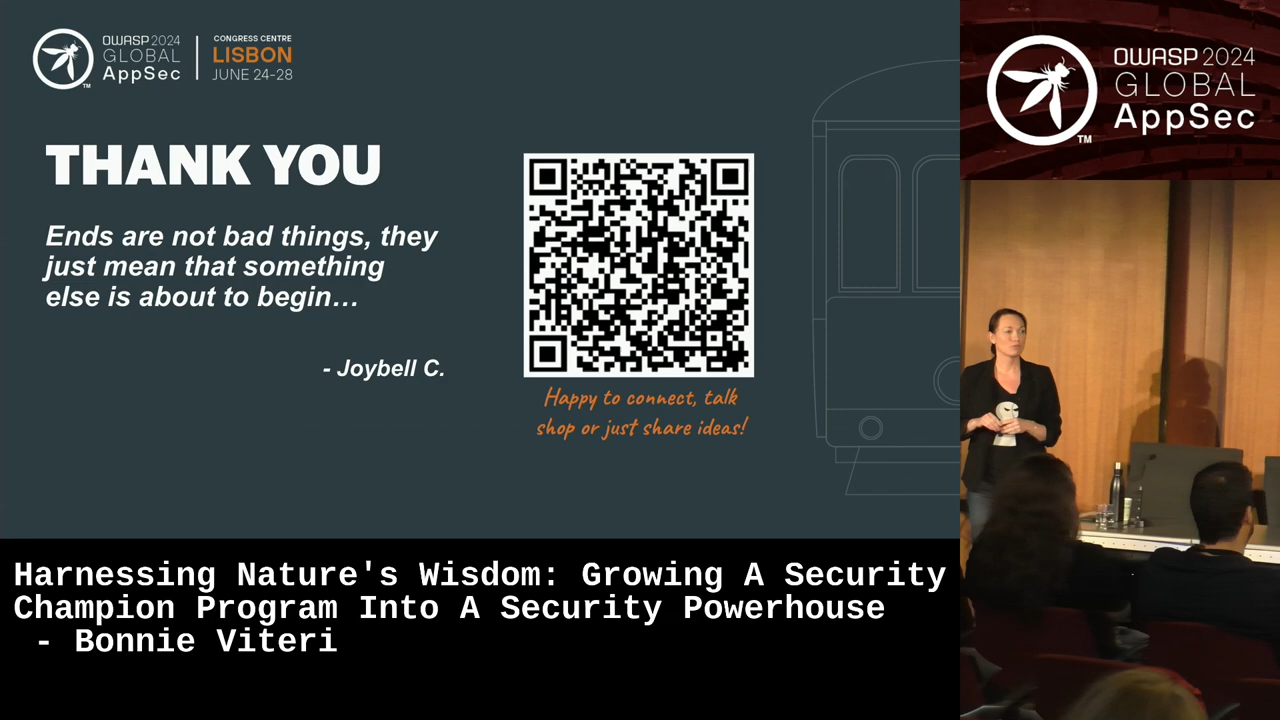 OWASP 2024
GLOBAL
AppSec
TM
CONGRESS CENTRE
LISBON
JUNE 24-28
THANK YOU
Ends are not bad things, they
just mean that something
else is about to begin…
- Joybell C.
Happy to connect, talk
shop or just share ideas!
OWASP 2024
GLOBAL
AppSec
TM
Harnessing Nature's Wisdom: Growing A Security
Champion Program Into A Security Powerhouse
- Bonnie Viteri